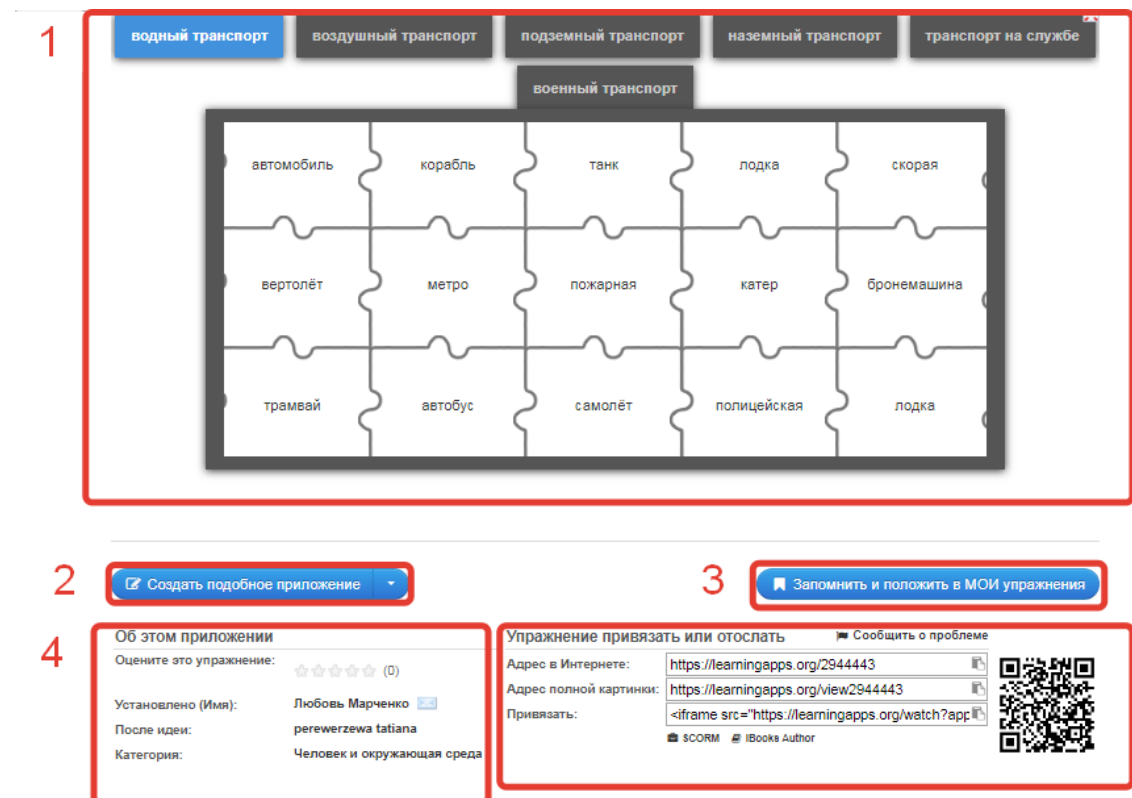 1
водный транспорт воздушный транспорт подземный транспорт наземный транспорт транспорт на службе
военный транспорт
автомобиль корабль танк лодка скорая
вертолёт метро пожарная катер бронемашина
трамвай автобус самолёт полицейская лодка
2 Создать подобное приложение 3 Запомнить и положить в МОИ упражнения
4 Об этом приложении Упражнение привязать или отослать Сообщить о проблеме
Оцените это упражнение: (0) Адрес в Интернете: https://learningapps.org/2944443
Адрес полной картинки: https://learningapps.org/view2944443
Установлено (Имя): Любовь Марченко Привязать: <iframe src="https://learningapps.org/watch?app
После идеи: perewerzewa tatiana SCORM iBooks Author
Категория: Человек и окружающая среда